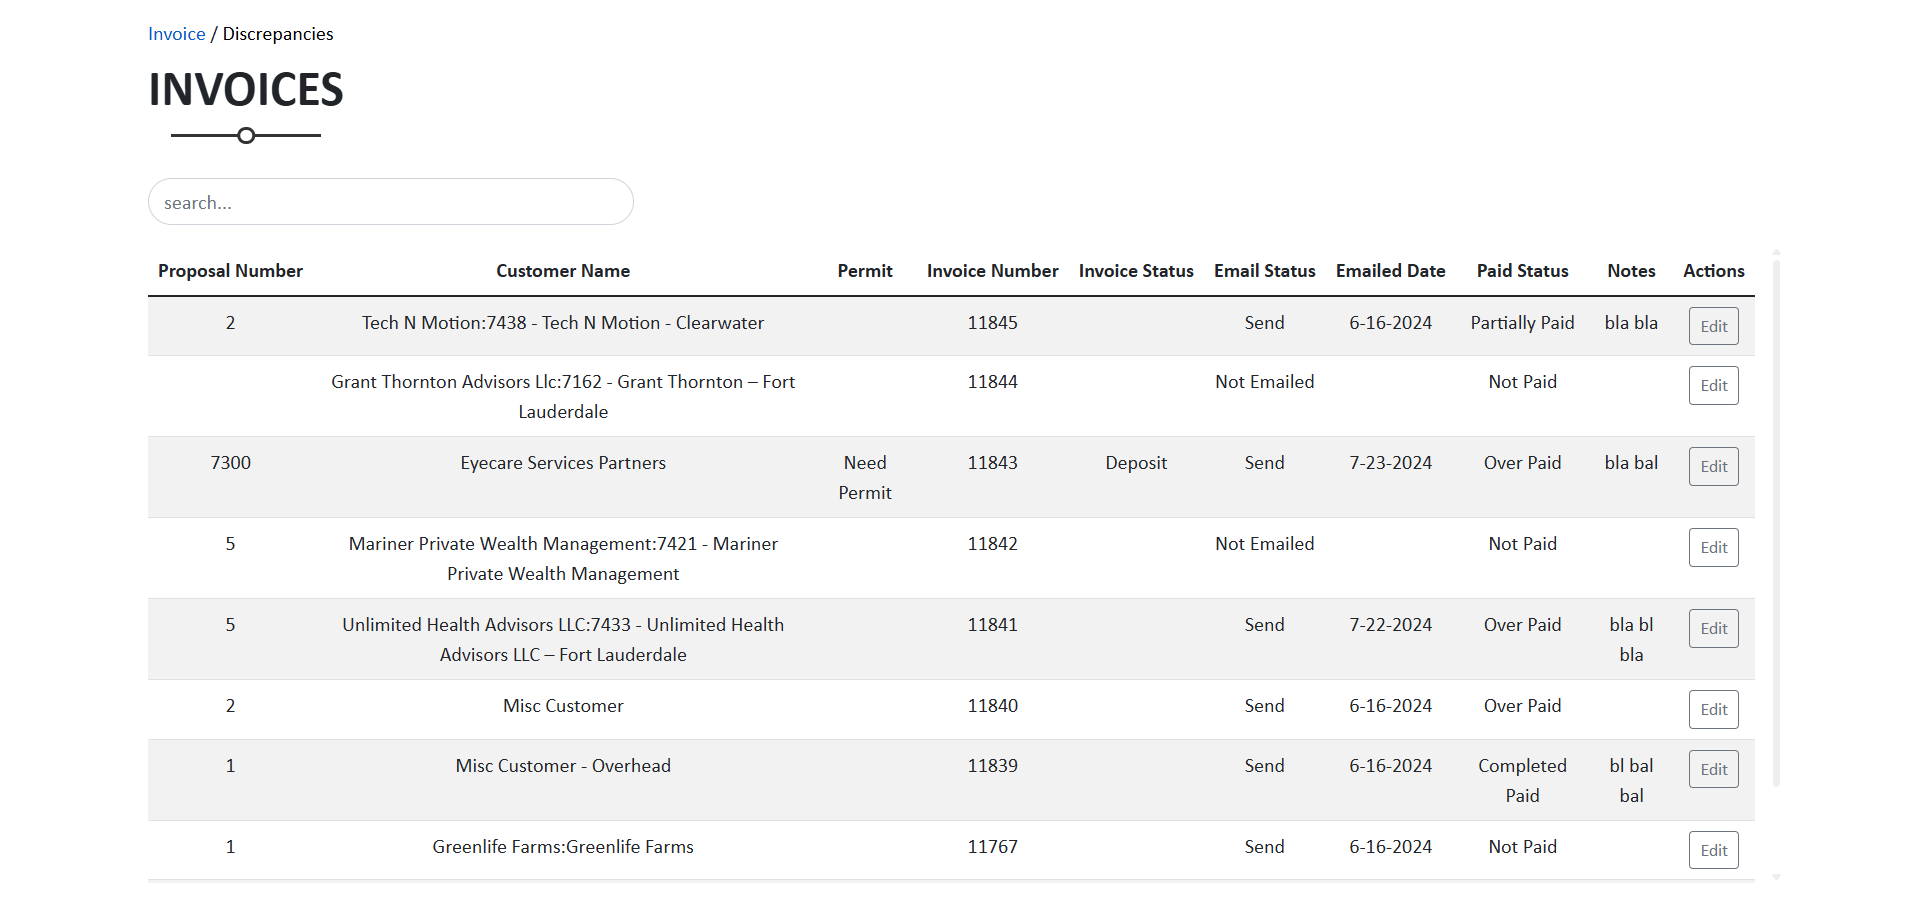 Invoice / Discrepancies
INVOICES
search...
Proposal Number Customer Name Permit Invoice Number Invoice Status Email Status Emailed Date Paid Status Notes Actions
2 Tech N Motion:7438 - Tech N Motion - Clearwater 11845 Send 6-16-2024 Partially Paid bla bla Edit
Grant Thornton Advisors Llc:7162 - Grant Thornton – Fort 11844 Not Emailed Not Paid Edit
Lauderdale
7300 Eyecare Services Partners Need 11843 Deposit Send 7-23-2024 Over Paid bla bal Edit
Permit
5 Mariner Private Wealth Management:7421 - Mariner 11842 Not Emailed Not Paid Edit
Private Wealth Management
5 Unlimited Health Advisors LLC:7433 - Unlimited Health 11841 Send 7-22-2024 Over Paid bla bl Edit
Advisors LLC – Fort Lauderdale bla
2 Misc Customer 11840 Send 6-16-2024 Over Paid Edit
1 Misc Customer - Overhead 11839 Send 6-16-2024 Completed bl bal Edit
Paid bal
1 Greenlife Farms:Greenlife Farms 11767 Send 6-16-2024 Not Paid Edit